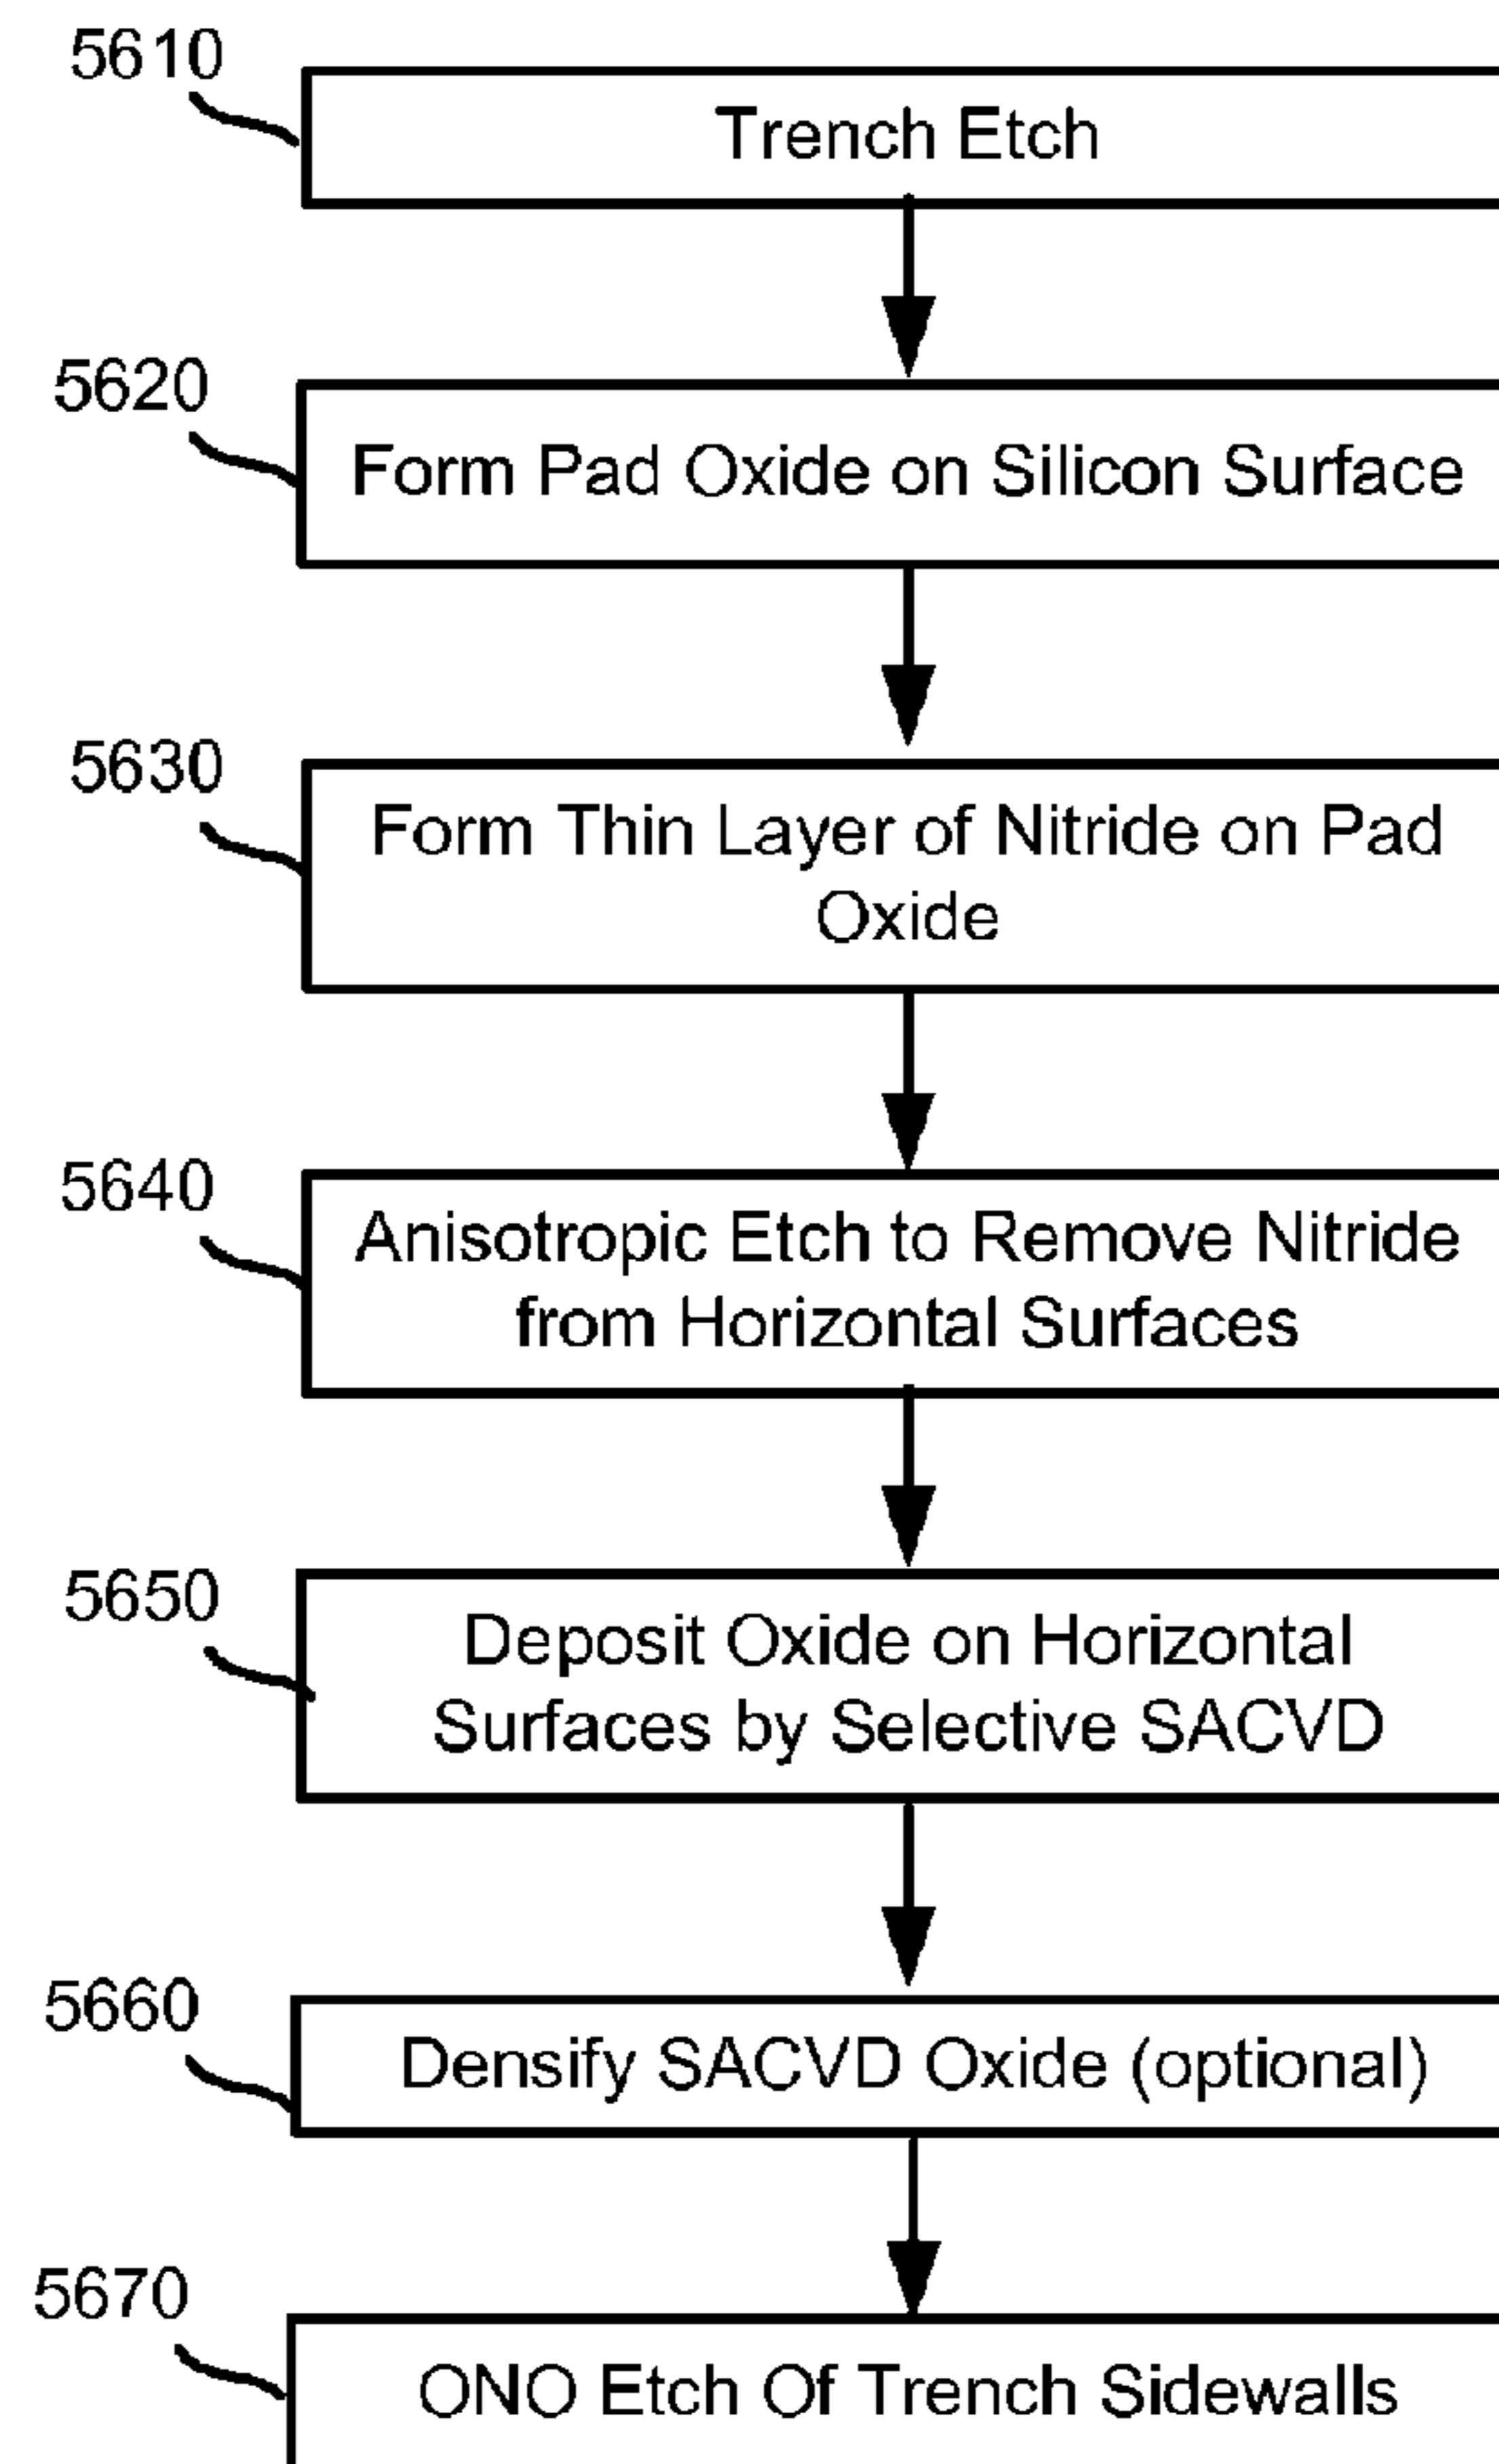 5610
Trench Etch
5620
Form Pad Oxide on Silicon Surface
5630
Form Thin Layer of Nitride on Pad
Oxide
5640
Anisotropic Etch to Remove Nitride
from Horizontal Surfaces
5650
Deposit Oxide on Horizontal
Surfaces by Selective SACVD
5660
Densify SACVD Oxide (optional)
5670
ONO Etch Of Trench Sidewalls